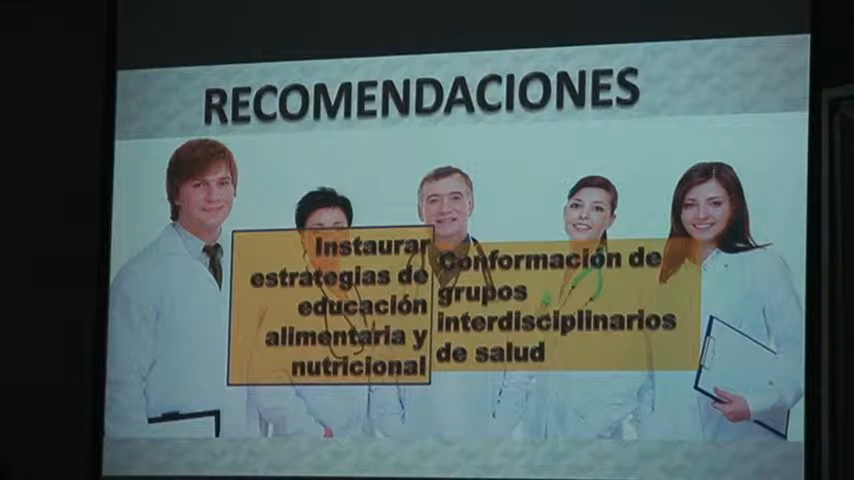 RECOMENDACIONES
Instaurar
estrategias de
educación
alimentaria y
nutricional
Conformación de
grupos
interdisciplinarios
de salud